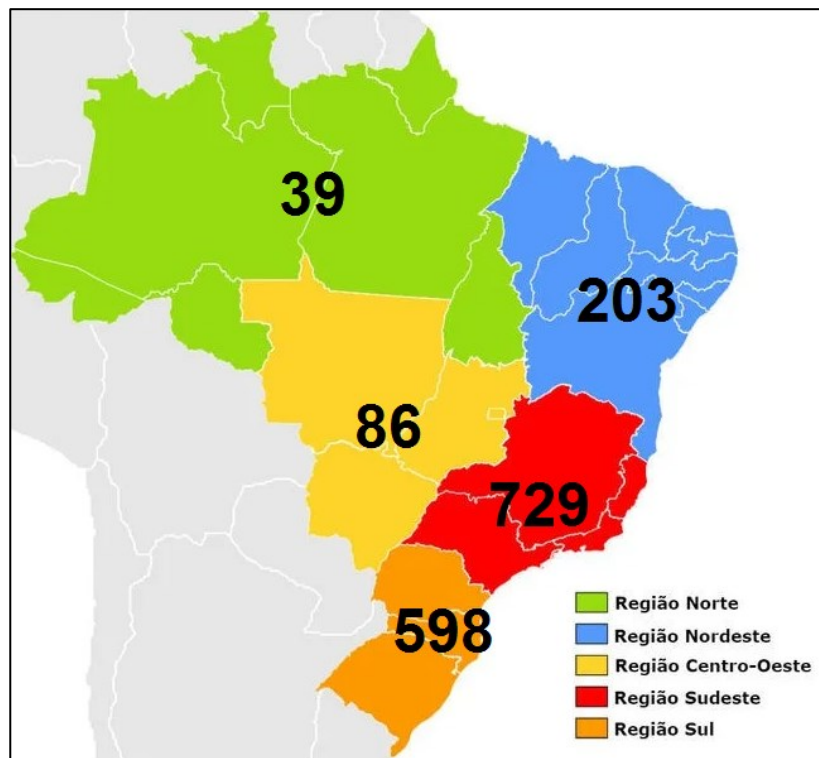 39
203
86
729
598
Região Norte
Região Nordeste
Região Centro-Oeste
Região Sudeste
Região Sul